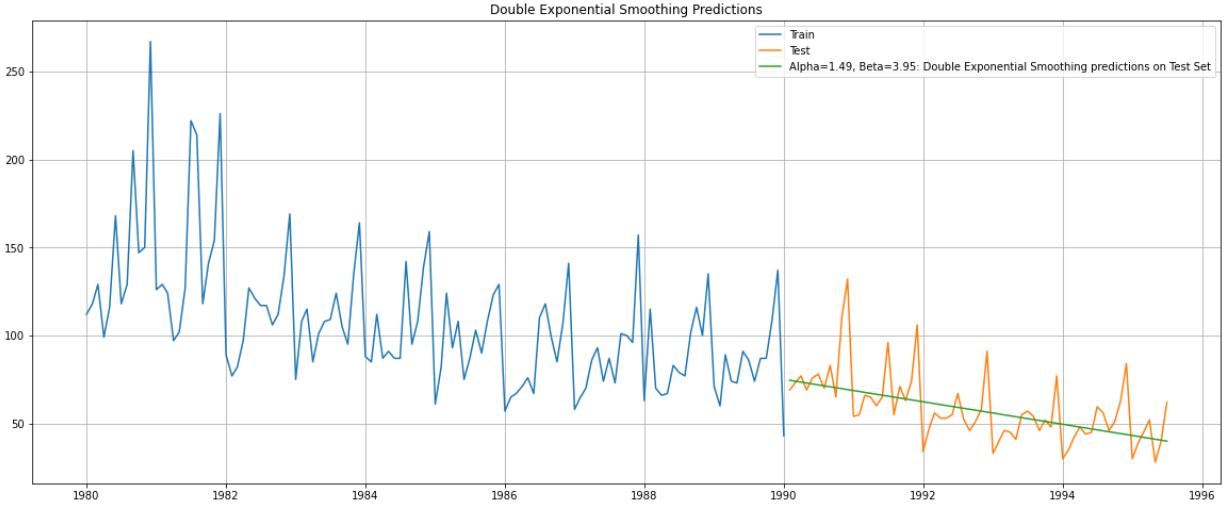 Double Exponential Smoothing Predictions
Train
Test
Alpha=1.49, Beta=3.95: Double Exponential Smoothing predictions on Test Set
250
200
150
100
50
1980 1982 1984 1986 1988 1990 1992 1994 1996